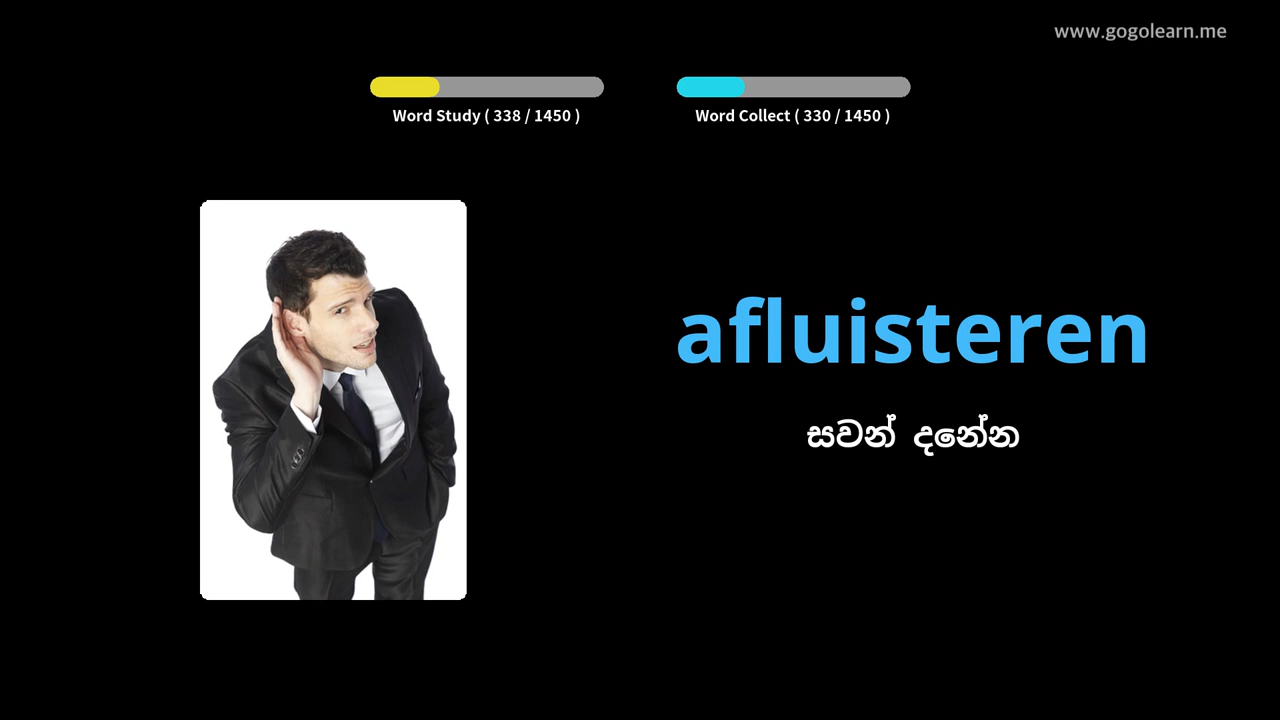 www.gogolearn.me
Word Study ( 338 / 1450 )
Word Collect ( 330 / 1450 )
afluisteren
සවන් දනේන